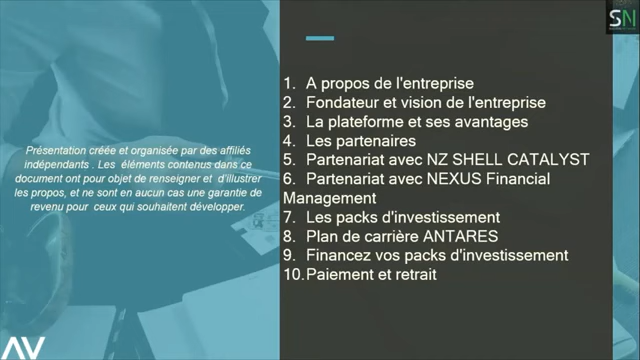 Présentation créée et organisée par des affiliés
indépendants . Les éléments contenus dans ce
document ont pour objet de renseigner et d'illustrer
les propos, et ne sont en aucun cas une garantie de
revenu pour ceux qui souhaitent développer.
1. A propos de l'entreprise
2. Fondateur et vision de l'entreprise
3. La plateforme et ses avantages
4. Les partenaires
5. Partenariat avec NZ SHELL CATALYST
6. Partenariat avec NEXUS Financial
Management
7. Les packs d'investissement
8. Plan de carrière ANTARES
9. Financez vos packs d'investissement
10. Paiement et retrait
SN
AV